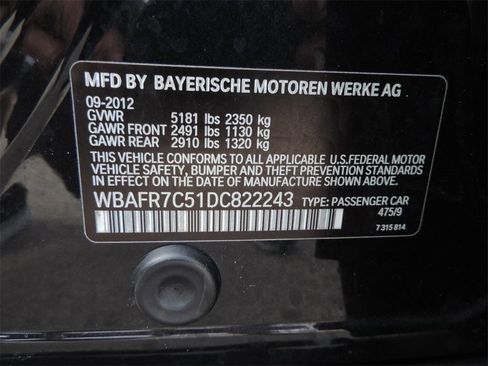 MFD BY BAYERISCHE MOTOREN WERKE AG
09-2012
GVWR 5181 lbs 2350 kg
GAWR FRONT 2491 lbs 1130 kg
GAWR REAR 2910 lbs 1320 kg
THIS VEHICLE CONFORMS TO ALL APPLICABLE U.S.FEDERAL MOTOR
VEHICLE SAFETY, BUMPER AND THEFT PREVENTION STANDARDS
IN EFFECT ON THE DATE OF MANUFACTURE SHOWN ABOVE.
WBAFR7C51DC822243 TYPE: PASSENGER CAR
475/9
7 315 814